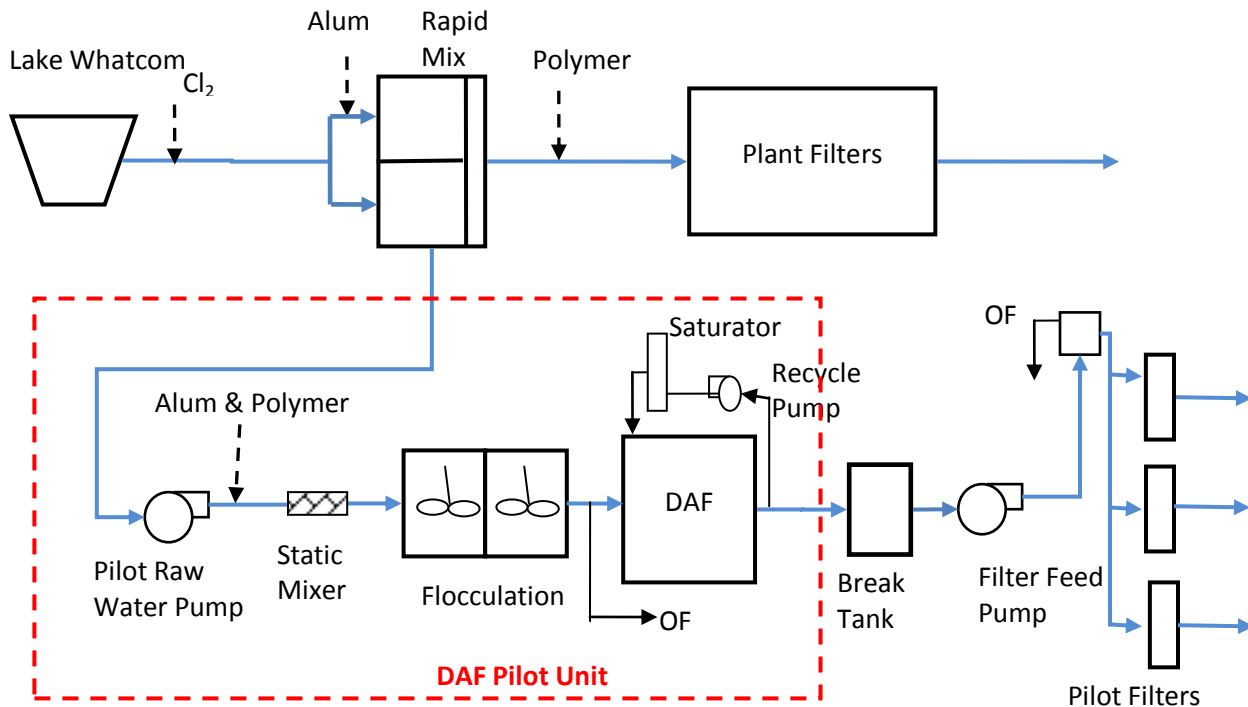 Lake Whatcom
Cl₂
Alum
Rapid
Mix
Polymer
Plant Filters
Saturator
Recycle
Pump
OF
Alum & Polymer
DAF
Pilot Raw
Water Pump
Static
Mixer
Flocculation
OF
Break
Tank
Filter Feed
Pump
DAF Pilot Unit
Pilot Filters